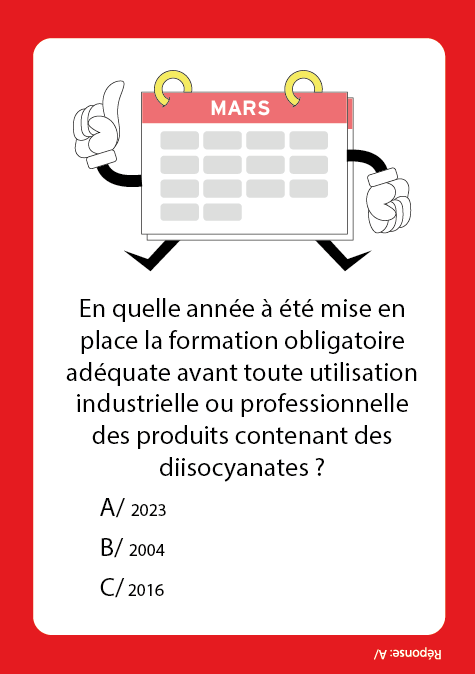 MARS
En quelle année à été mise en
place la formation obligatoire
adéquate avant toute utilisation
industrielle ou professionnelle
des produits contenant des
diisocyanates ?
A/ 2023
B/ 2004
C/ 2016
Réponse: A/